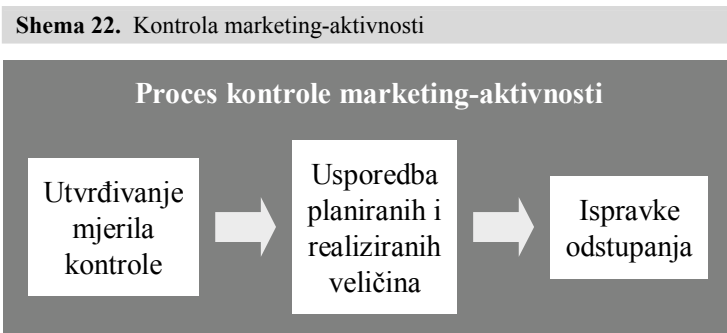 Shema 22. Kontrola marketing-aktivnosti
Proces kontrole marketing-aktivnosti
Utvrđivanje
mjerila
kontrole
Usporedba
planiranih i
realiziranih
veličina
Ispravke
odstupanja